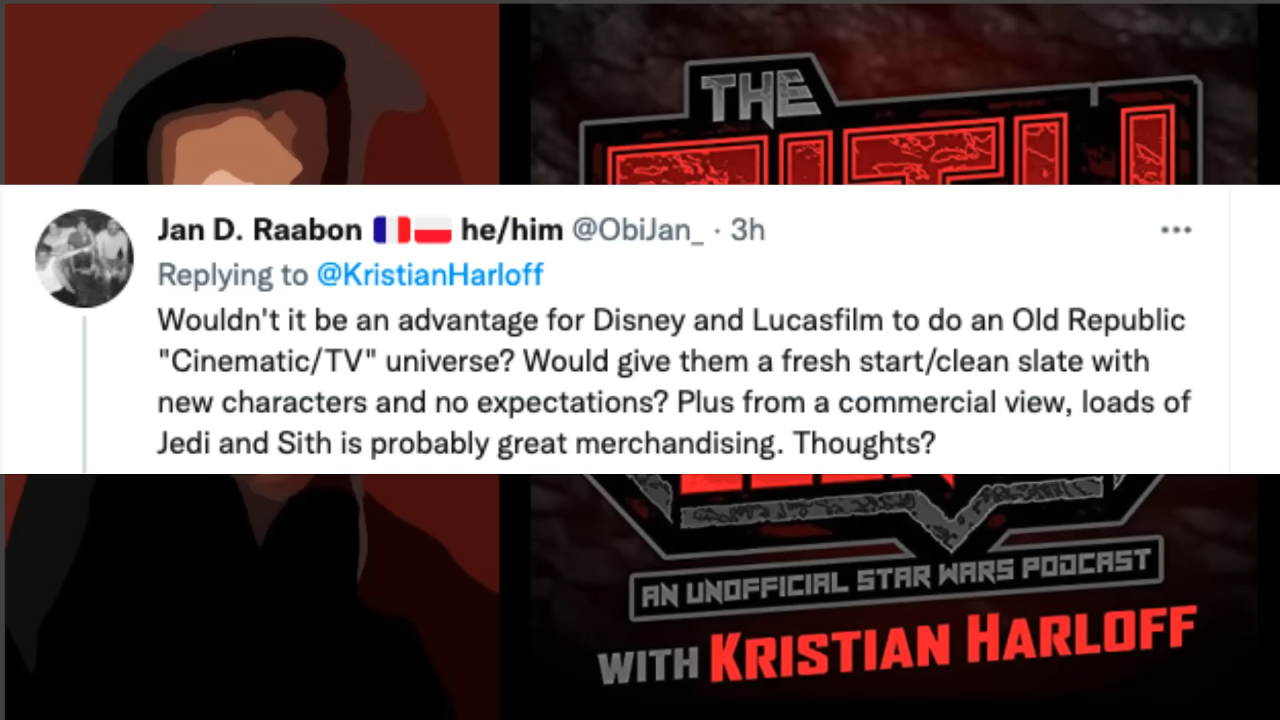 THE
SITH
Jan D. Raabon 🇫🇷🇵🇱 he/him @ObiJan_ · 3h
Replying to @KristianHarloff
Wouldn't it be an advantage for Disney and Lucasfilm to do an Old Republic
"Cinematic/TV" universe? Would give them a fresh start/clean slate with
new characters and no expectations? Plus from a commercial view, loads of
Jedi and Sith is probably great merchandising. Thoughts?
AN UNOFFICIAL STAR WARS PODCAST
WITH KRISTIAN HARLOFF